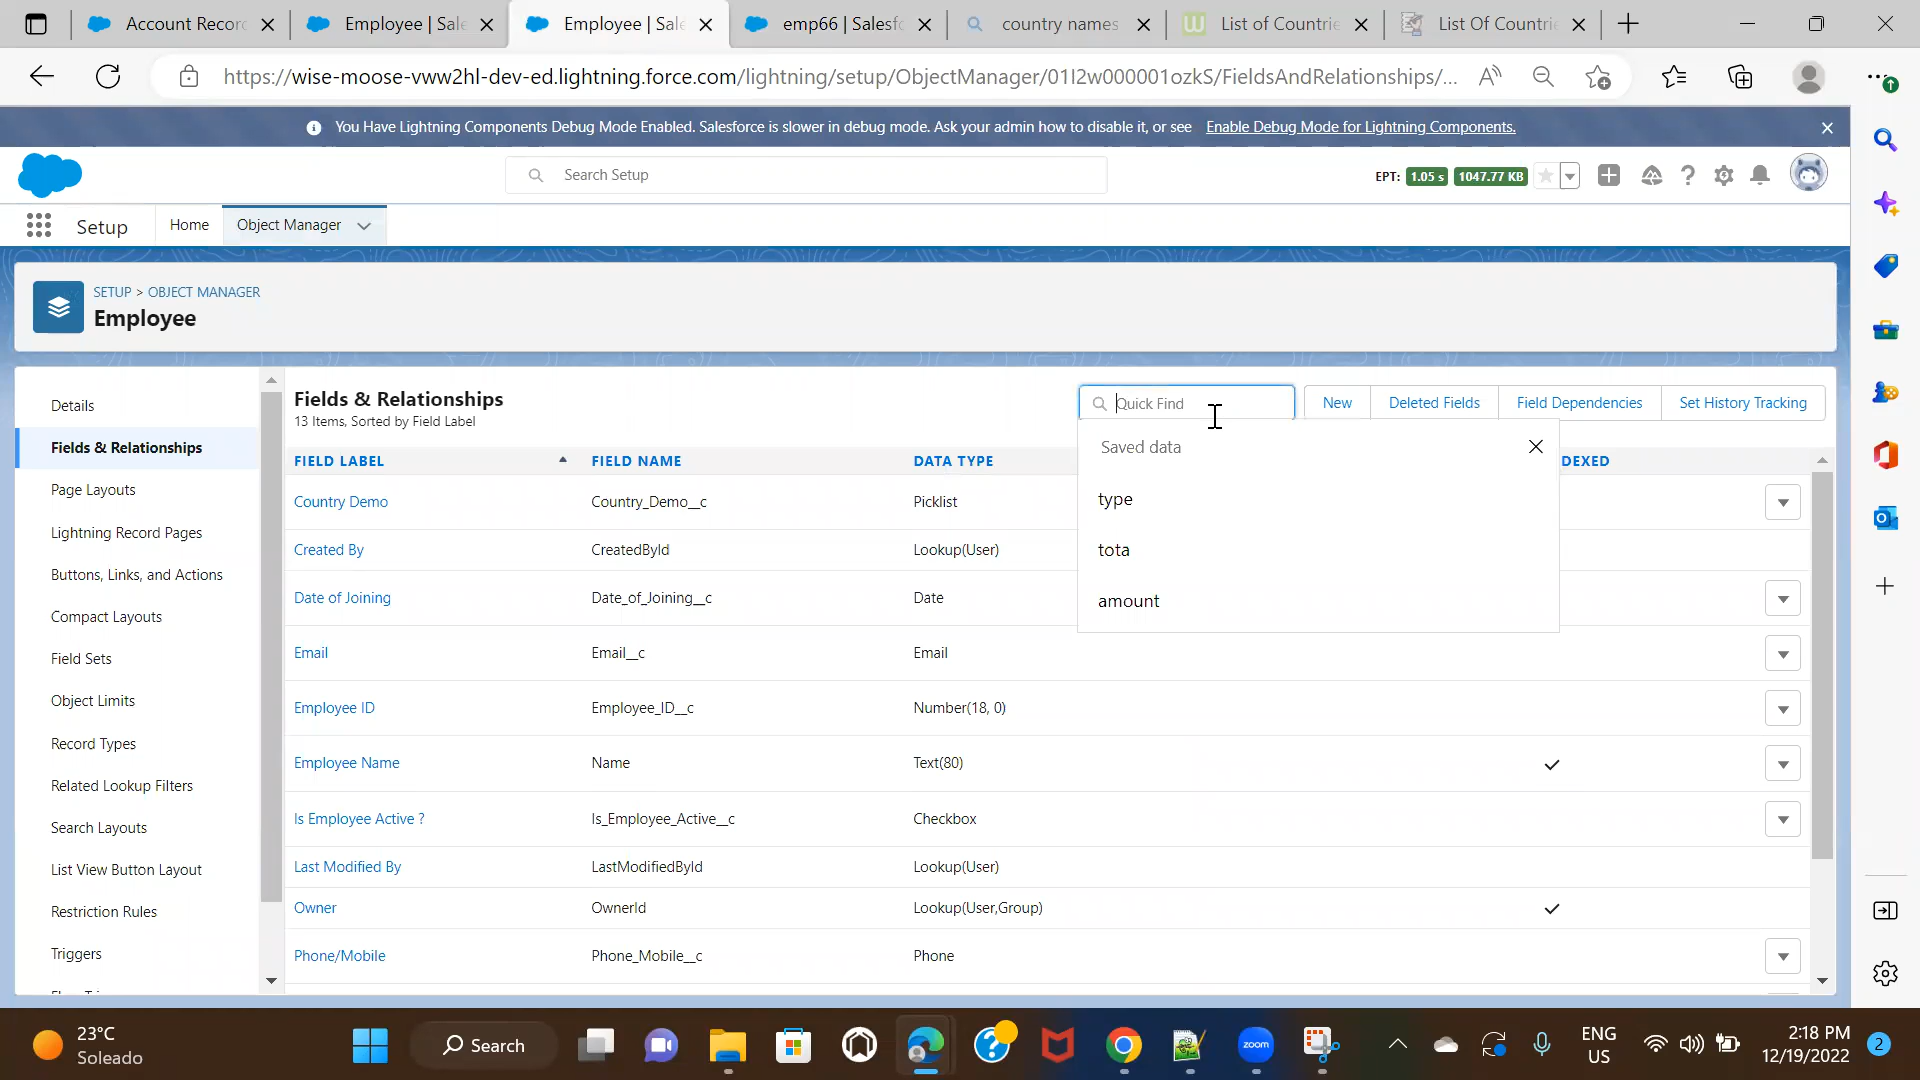 Account Recor
Employee | Sale
Employee | Sale
emp66 | Salesfo
country names
List of Countrie
List Of Countrie
https://wise-moose-vww2hl-dev-ed.lightning.force.com/lightning/setup/ObjectManager/01I2w000001ozkS/FieldsAndRelationships/...
You Have Lightning Components Debug Mode Enabled. Salesforce is slower in debug mode. Ask your admin how to disable it, or see Enable Debug Mode for Lightning Components.
Search Setup
EPT: 1.05 s 1047.77 KB
Setup
Home
Object Manager
SETUP > OBJECT MANAGER
Employee
Details
Fields & Relationships
Page Layouts
Lightning Record Pages
Buttons, Links, and Actions
Compact Layouts
Field Sets
Object Limits
Record Types
Related Lookup Filters
Search Layouts
List View Button Layout
Restriction Rules
Triggers
Fields & Relationships
13 Items, Sorted by Field Label
Quick Find
New
Deleted Fields
Field Dependencies
Set History Tracking
Saved data
type
tota
amount
FIELD LABEL FIELD NAME DATA TYPE DEXED
Country Demo Country_Demo__c Picklist
Created By CreatedById Lookup(User)
Date of Joining Date_of_Joining__c Date
Email Email__c Email
Employee ID Employee_ID__c Number(18, 0)
Employee Name Name Text(80)
Is Employee Active ? Is_Employee_Active__c Checkbox
Last Modified By LastModifiedById Lookup(User)
Owner OwnerId Lookup(User,Group)
Phone/Mobile Phone_Mobile__c Phone
23°C
Soleado
Search
zoom
ENG
US
2:18 PM
12/19/2022
2